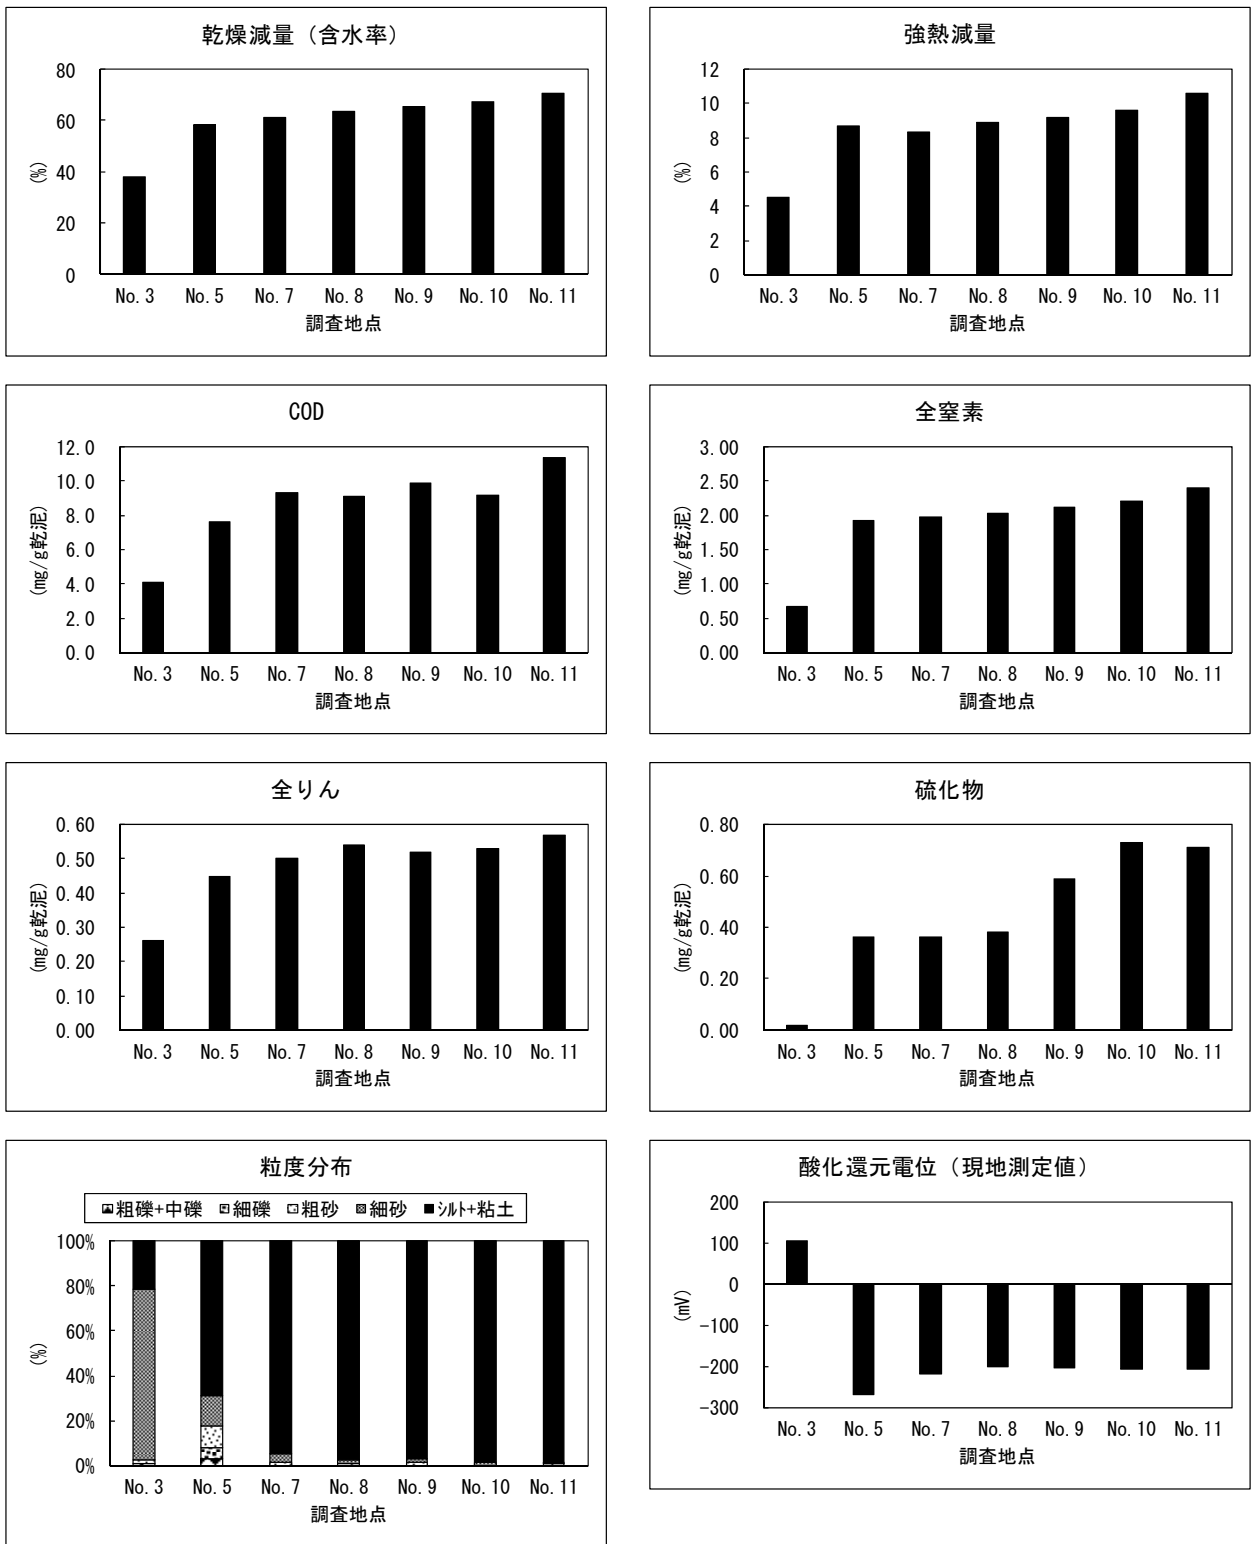 乾燥減量（含水率）
80
60
40
20
0
(%)
No. 3 No. 5 No. 7 No. 8 No. 9 No. 10 No. 11
調査地点
強熱減量
12
10
8
6
4
2
0
(%)
No. 3 No. 5 No. 7 No. 8 No. 9 No. 10 No. 11
調査地点
COD
12.0
10.0
8.0
6.0
4.0
2.0
0.0
(mg/g乾泥)
No. 3 No. 5 No. 7 No. 8 No. 9 No. 10 No. 11
調査地点
全窒素
3.00
2.50
2.00
1.50
1.00
0.50
0.00
(mg/g乾泥)
No. 3 No. 5 No. 7 No. 8 No. 9 No. 10 No. 11
調査地点
全りん
0.60
0.50
0.40
0.30
0.20
0.10
0.00
(mg/g乾泥)
No. 3 No. 5 No. 7 No. 8 No. 9 No. 10 No. 11
調査地点
硫化物
0.80
0.60
0.40
0.20
0.00
(mg/g乾泥)
No. 3 No. 5 No. 7 No. 8 No. 9 No. 10 No. 11
調査地点
粒度分布
粗礫+中礫 細礫 粗砂 細砂 ｼﾙﾄ+粘土
100%
80%
60%
40%
20%
0%
(%)
No. 3 No. 5 No. 7 No. 8 No. 9 No. 10 No. 11
調査地点
酸化還元電位（現地測定値）
200
100
0
-100
-200
-300
(mV)
No. 3 No. 5 No. 7 No. 8 No. 9 No. 10 No. 11
調査地点